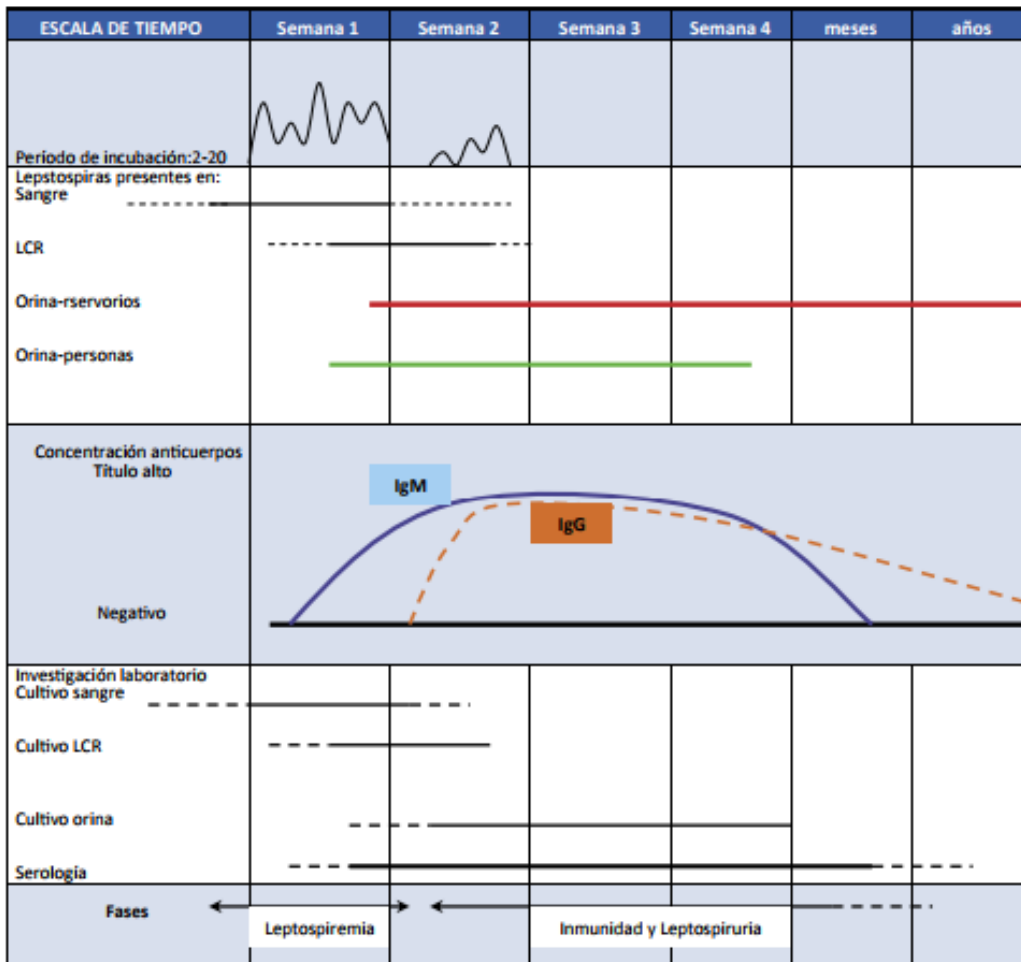 ESCALA DE TIEMPO Semana 1 Semana 2 Semana 3 Semana 4 meses años
Período de incubación:2-20
Lepstospiras presentes en:
Sangre
LCR
Orina-rservorios
Orina-personas
Concentración anticuerpos
Título alto
IgM
IgG
Negativo
Investigación laboratorio
Cultivo sangre
Cultivo LCR
Cultivo orina
Serología
Fases
Leptospiremia Inmunidad y Leptospiruria